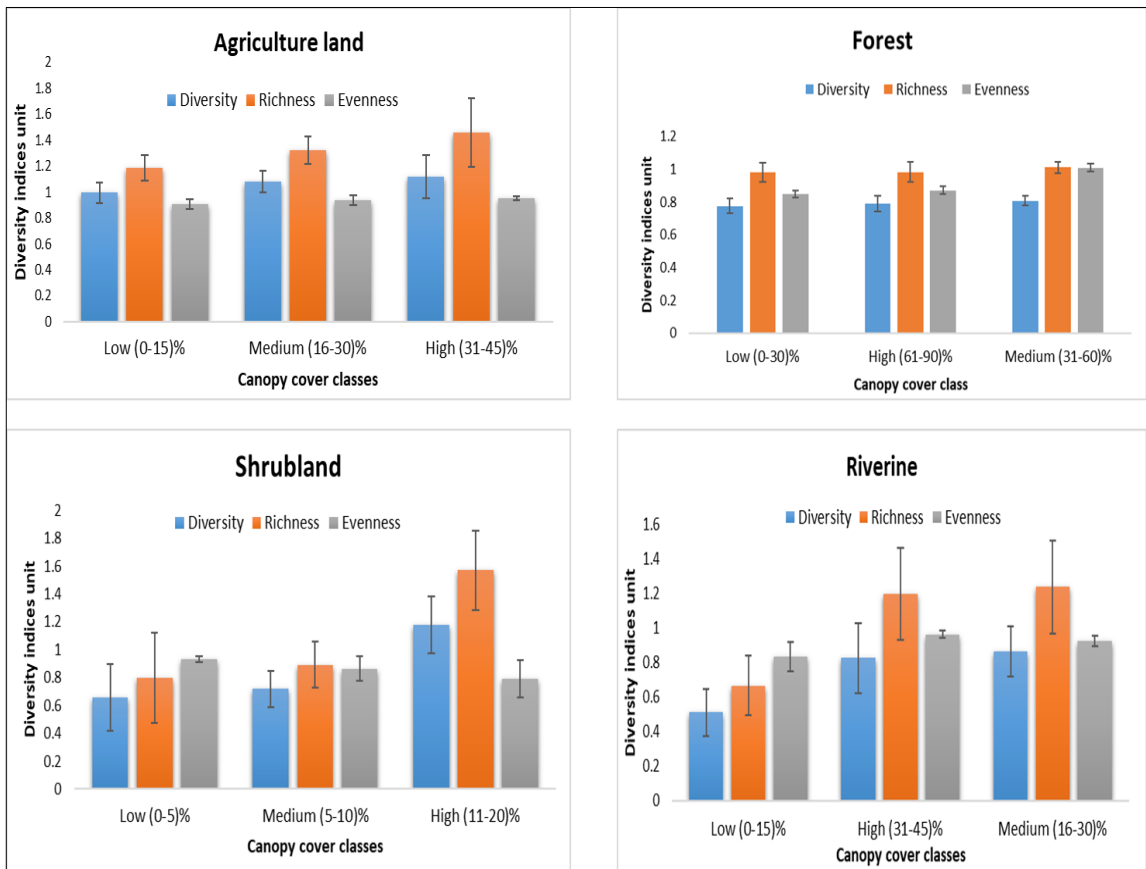 Agriculture land
Diversity Richness Evenness
Diversity indices unit
2
1.8
1.6
1.4
1.2
1
0.8
0.6
0.4
0.2
0
Low (0-15)% Medium (16-30)% High (31-45)%
Canopy cover classes
Forest
Diversity Richness Evenness
Diversity indices unit
1.2
1
0.8
0.6
0.4
0.2
0
Low (0-30)% High (61-90)% Medium (31-60)%
Canopy cover class
Shrubland
Diversity Richness Evenness
Diversity indices unit
2
1.8
1.6
1.4
1.2
1
0.8
0.6
0.4
0.2
0
Low (0-5)% Medium (5-10)% High (11-20)%
Canopy cover classes
Riverine
Diversity Richness Evenness
Diversity indices unit
1.6
1.4
1.2
1
0.8
0.6
0.4
0.2
0
Low (0-15)% High (31-45)% Medium (16-30)%
Canopy cover classes